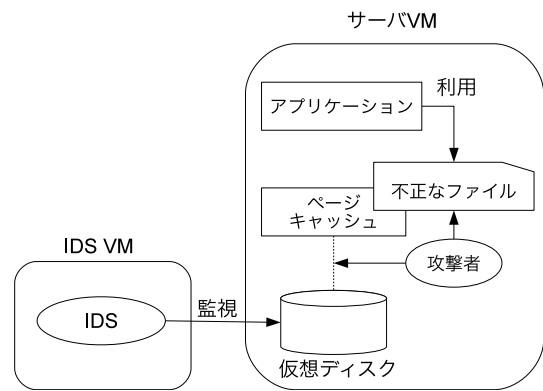 サーバVM
利用
アプリケーション
不正なファイル
ページ
キャッシュ
IDS VM
攻撃者
監視
IDS
仮想ディスク